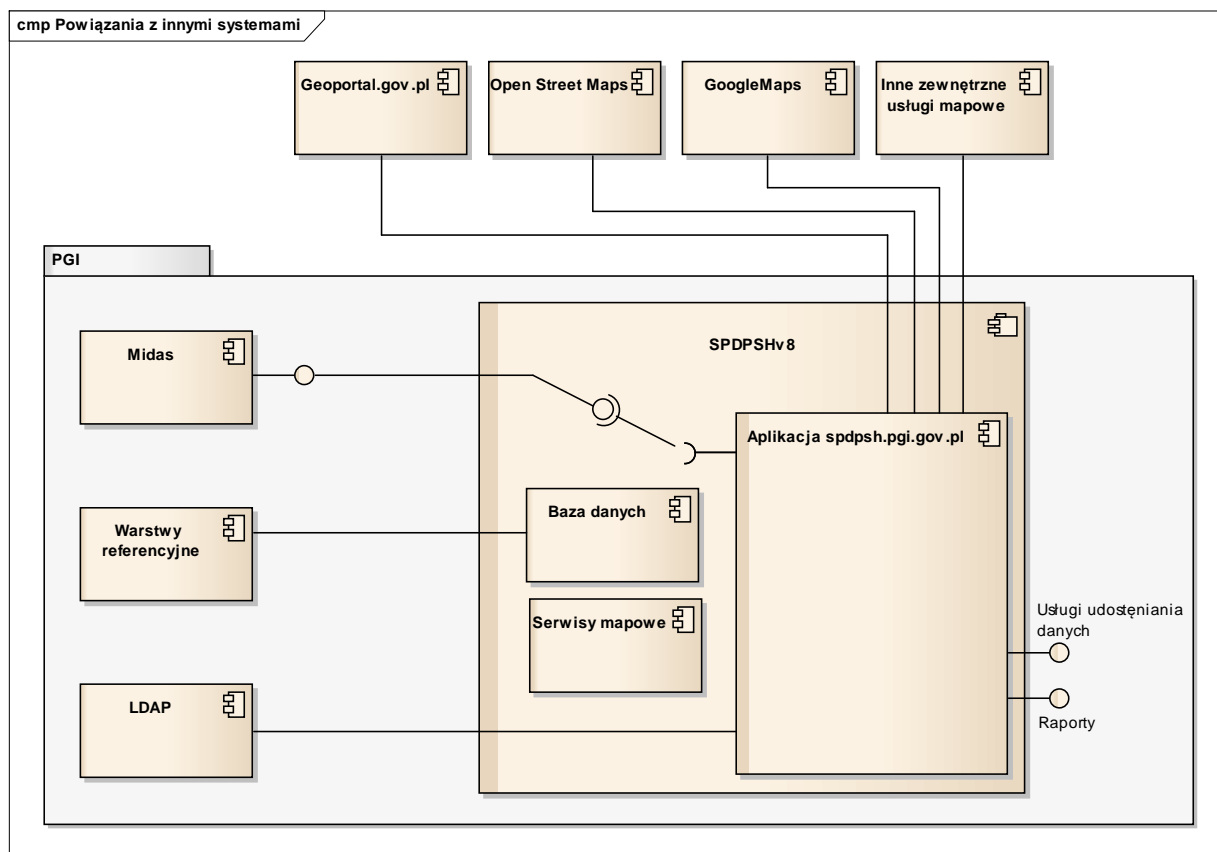 cmp Powiązania z innymi systemami
Geoportal.gov.pl
Open Street Maps
GoogleMaps
Inne zewnętrzne
usługi mapowe
PGI
SPDPSHv8
Midas
Aplikacja spdpsh.pgi.gov.pl
Baza danych
Warstwy
referencyjne
Serwisy mapowe
Usługi udostęniania
danych
LDAP
Raporty